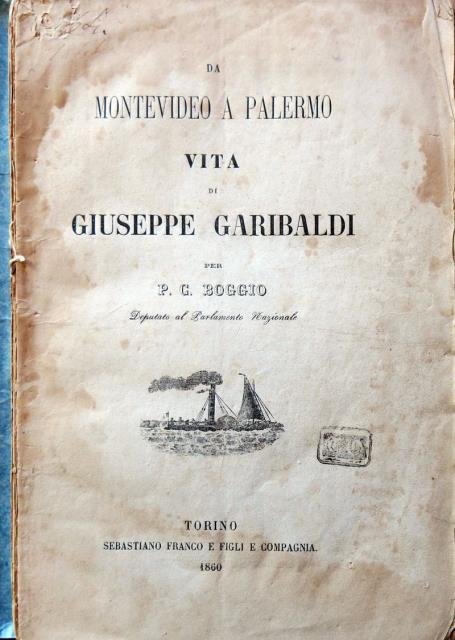 DA
MONTEVIDEO A PALERMO
VITA
DI
GIUSEPPE GARIBALDI
PER
P. C. BOGGIO
Deputato al Parlamento Nazionale
TORINO
SEBASTIANO FRANCO E FIGLI E COMPAGNIA.
1860